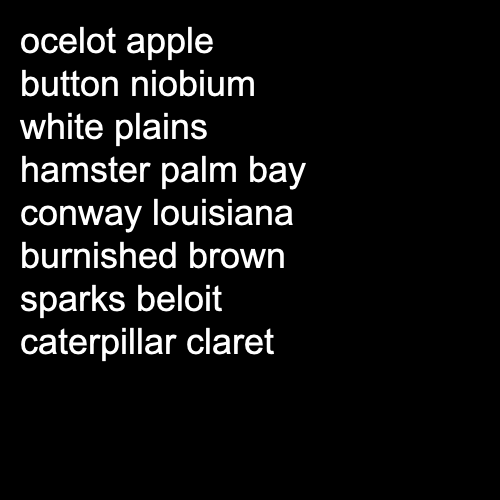 ocelot apple
button niobium
white plains
hamster palm bay
conway louisiana
burnished brown
sparks beloit
caterpillar claret